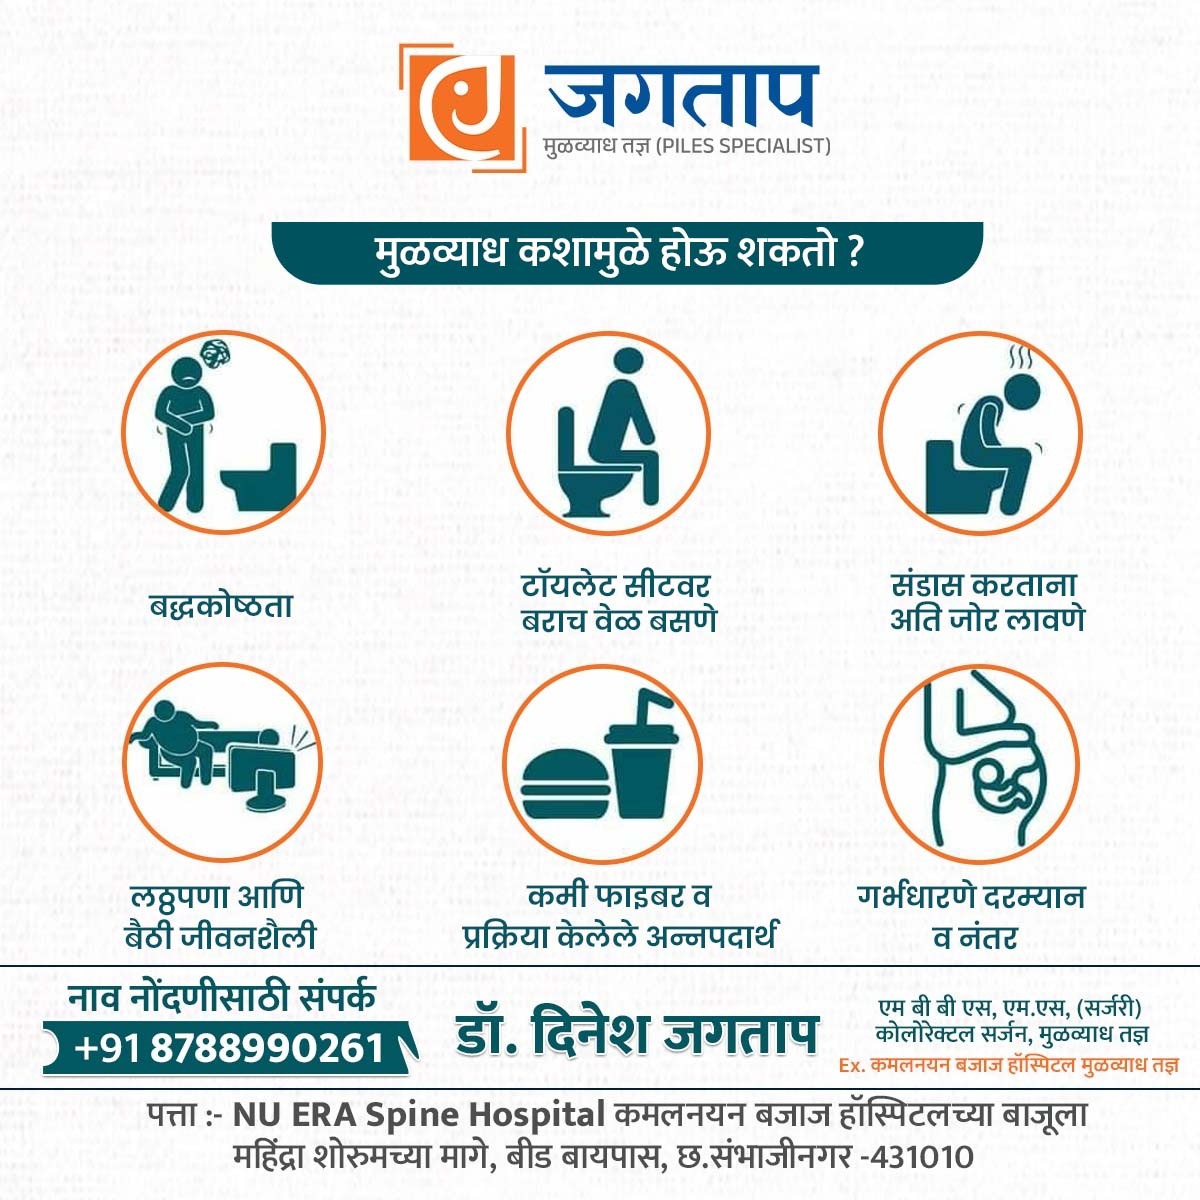 जगताप
मुळव्याध तज्ञ (PILES SPECIALIST)
मुळव्याध कशामुळे होऊ शकतो ?
बद्धकोष्ठता
टॉयलेट सीटवर
बराच वेळ बसणे
संडास करताना
अति जोर लावणे
लठ्ठपणा आणि
बैठी जीवनशैली
कमी फाइबर व
प्रक्रिया केलेले अन्नपदार्थ
गर्भधारणे दरम्यान
व नंतर
नाव नोंदणीसाठी संपर्क
+91 8788990261
डॉ. दिनेश जगताप
एम बी बी एस, एम.एस, (सर्जरी)
कोलोरेक्टल सर्जन, मुळव्याध तज्ञ
Ex. कमलनयन बजाज हॉस्पिटल मुळव्याध तज्ञ
पत्ता :- NU ERA Spine Hospital कमलनयन बजाज हॉस्पिटलच्या बाजूला
महिंद्रा शोरुमच्या मागे, बीड बायपास, छ.संभाजीनगर -431010